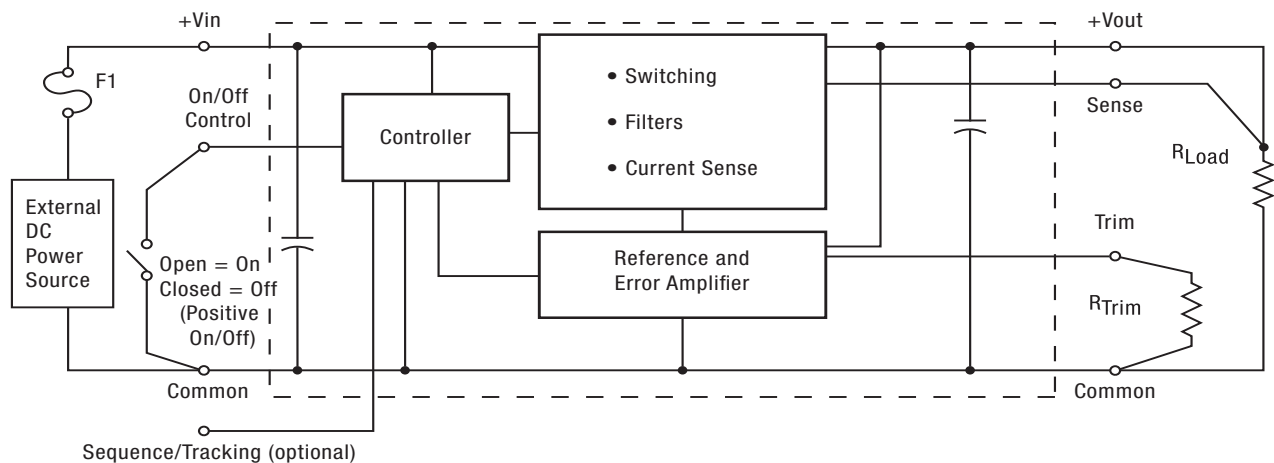 +Vin
+Vout
F1
On/Off
Control
• Switching
• Filters
• Current Sense
Controller
Sense
RLoad
External
DC
Power
Source
Open = On
Closed = Off
(Positive
On/Off)
Reference and
Error Amplifier
Trim
RTrim
Common
Common
Sequence/Tracking (optional)